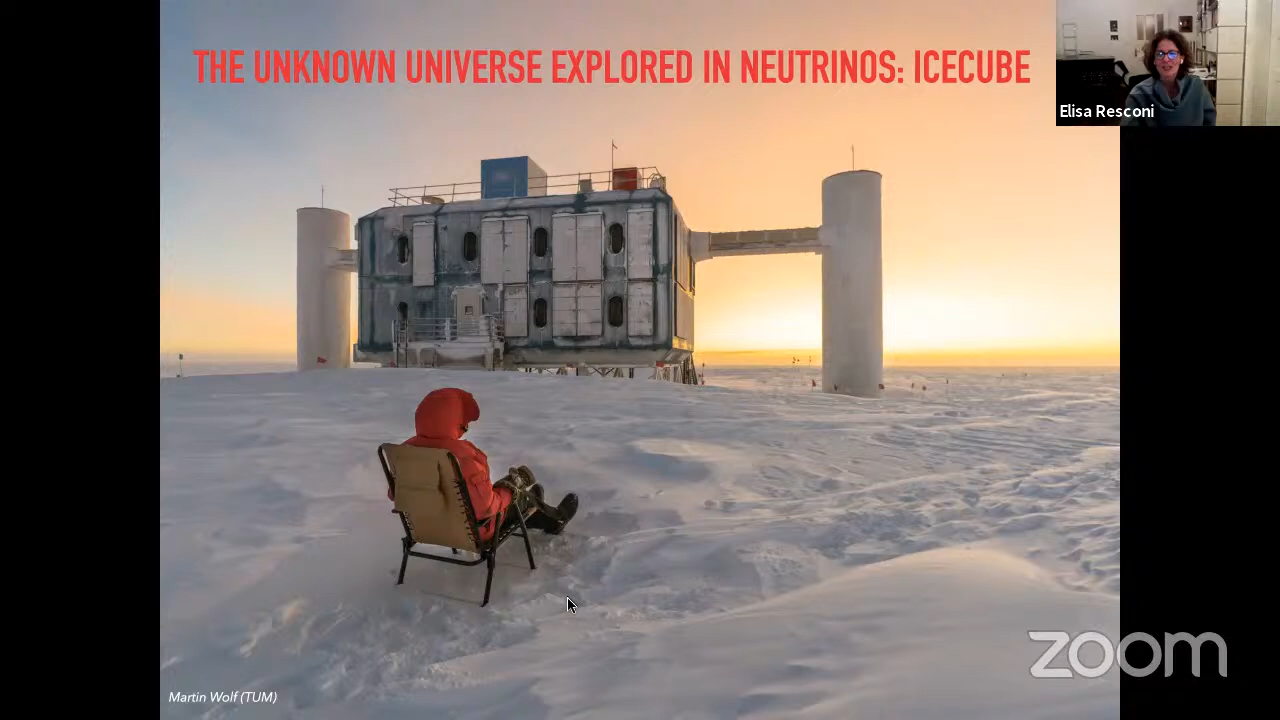 THE UNKNOWN UNIVERSE EXPLORED IN NEUTRINOS: ICECUBE
Elisa Resconi
zoom
Martin Wolf (TUM)